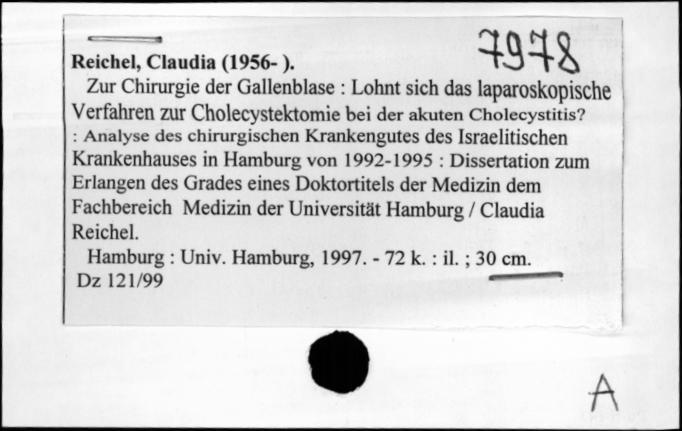 7978
Reichel, Claudia (1956- ).
Zur Chirurgie der Gallenblase : Lohnt sich das laparoskopische
Verfahren zur Cholecystektomie bei der akuten Cholecystitis?
: Analyse des chirurgischen Krankengutes des Israelitischen
Krankenhauses in Hamburg von 1992-1995 : Dissertation zum
Erlangen des Grades eines Doktortitels der Medizin dem
Fachbereich Medizin der Universität Hamburg / Claudia
Reichel.
Hamburg : Univ. Hamburg, 1997. - 72 k. : il. ; 30 cm.
Dz 121/99
A